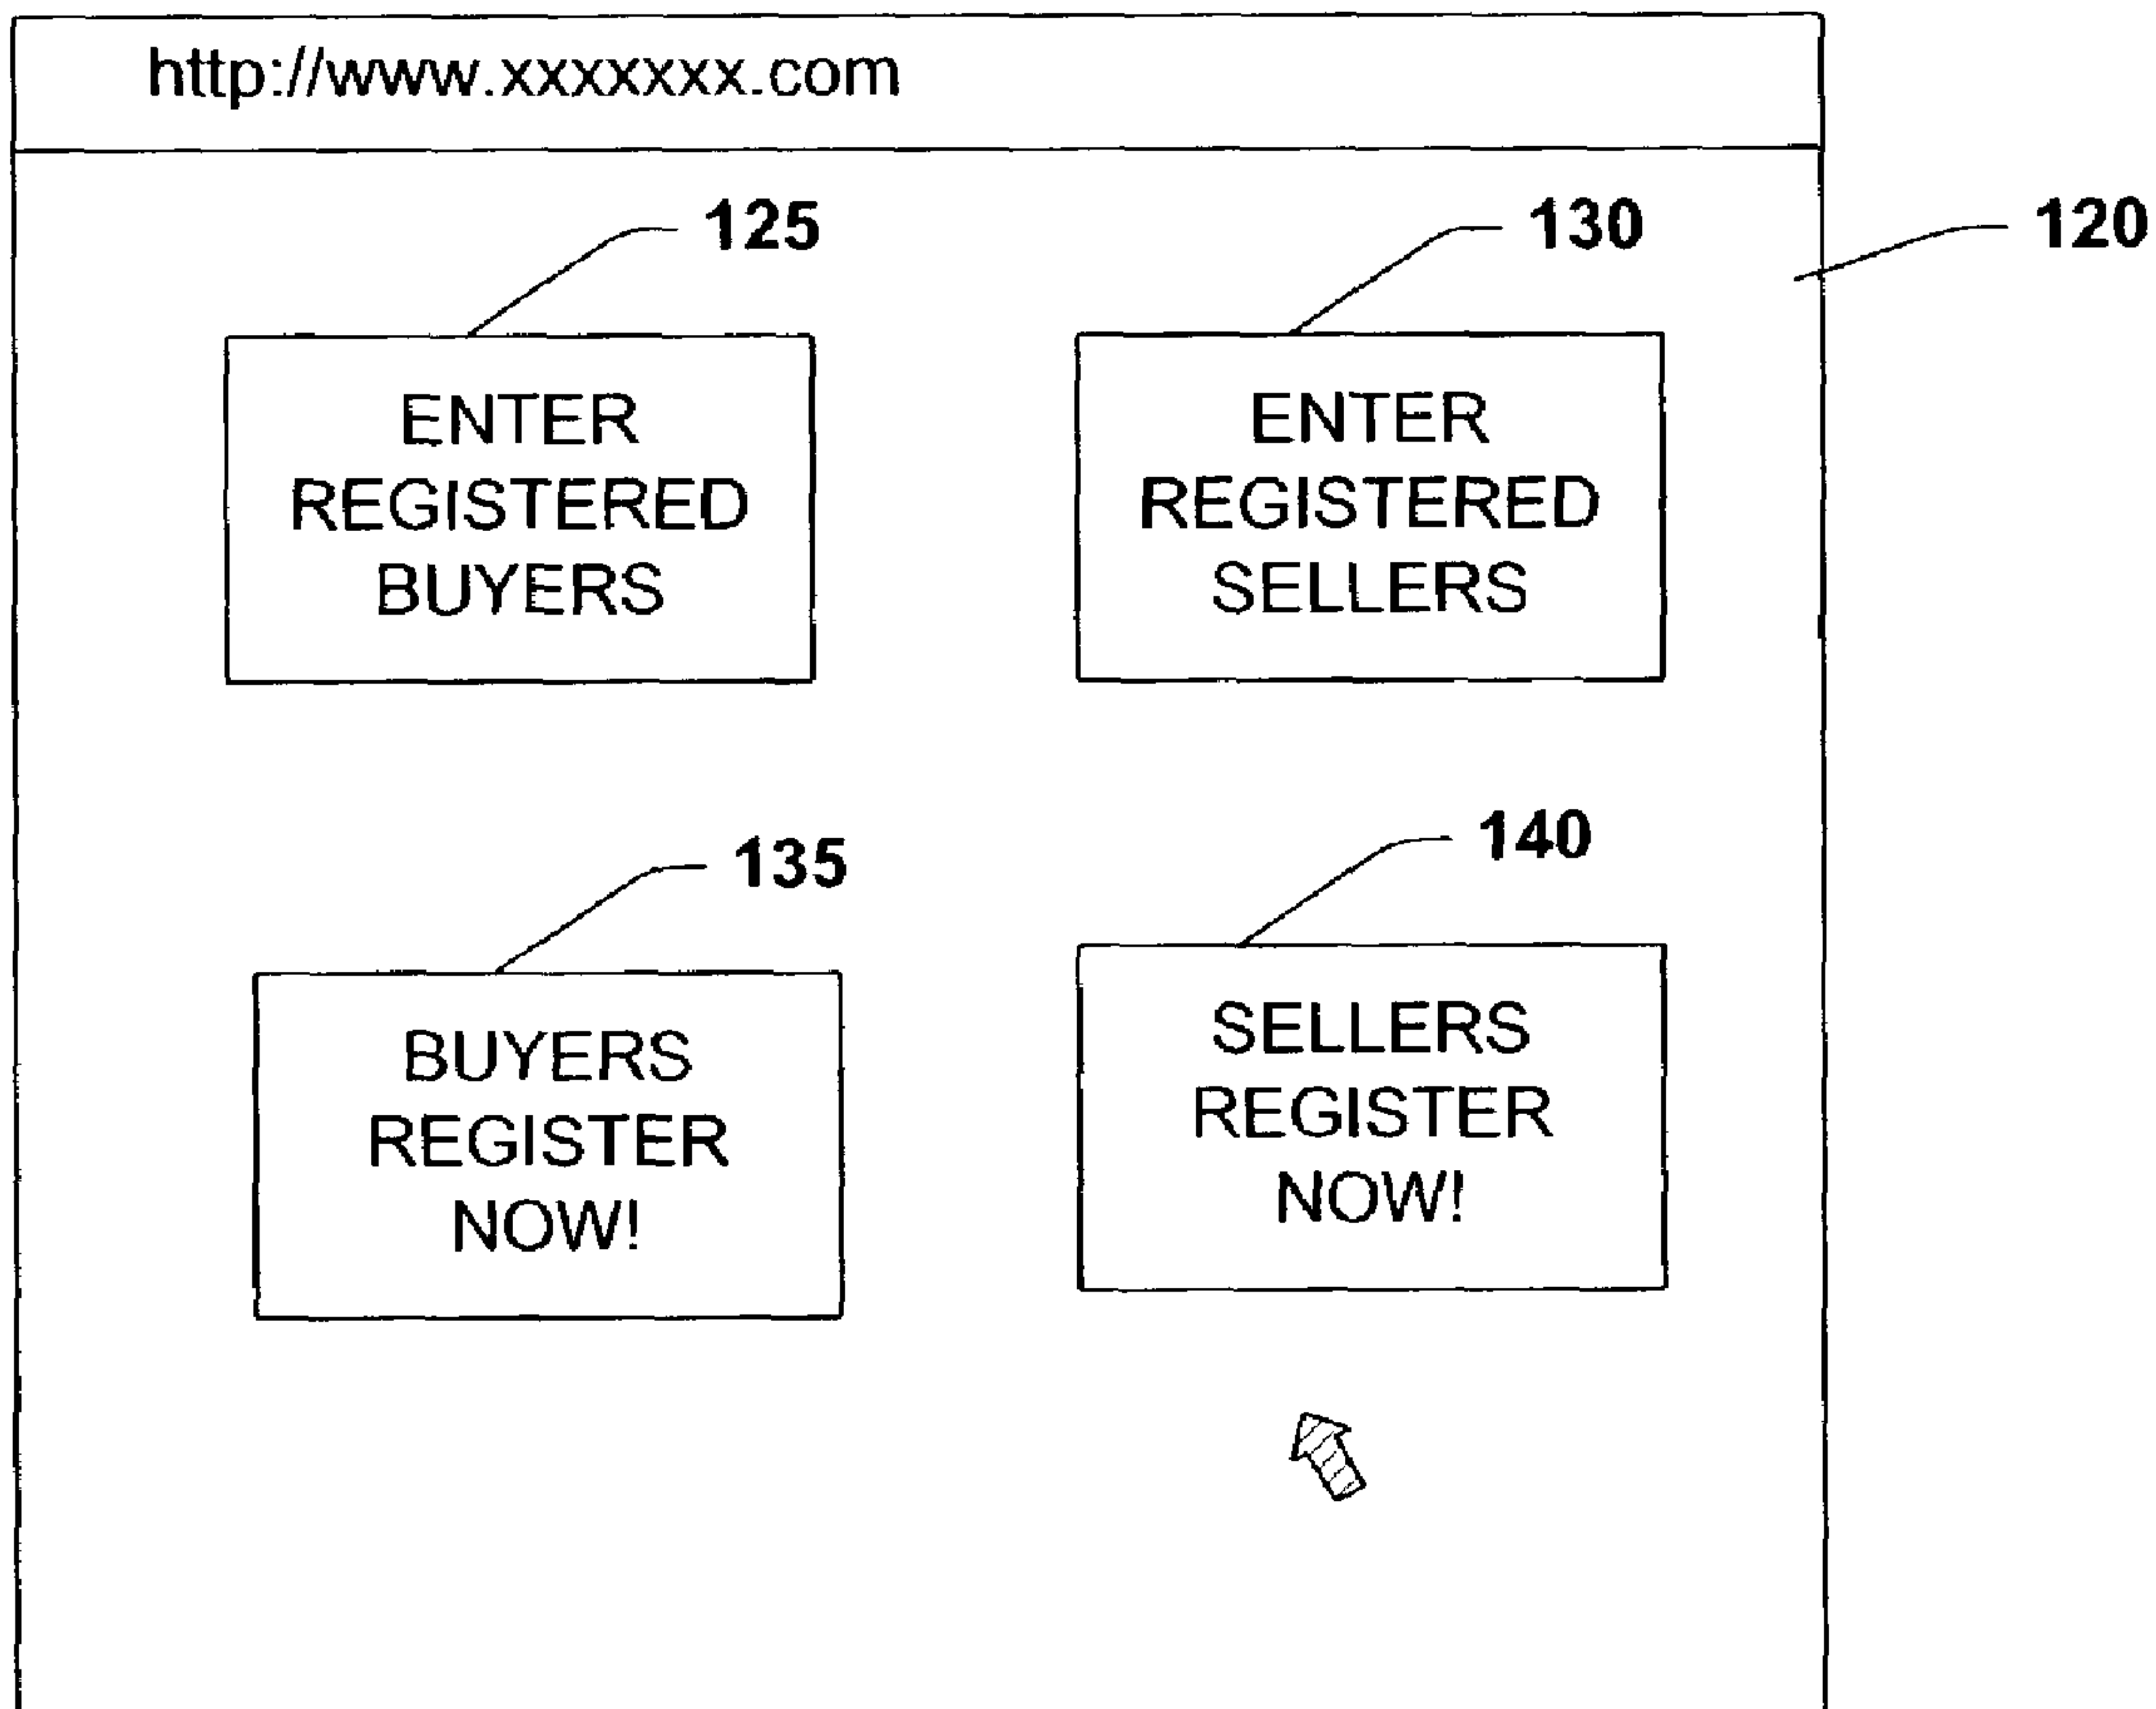 http://www.xxxxxxx.com
125
130
120
ENTER
REGISTERED
BUYERS
ENTER
REGISTERED
SELLERS
135
140
BUYERS
REGISTER
NOW!
SELLERS
REGISTER
NOW!